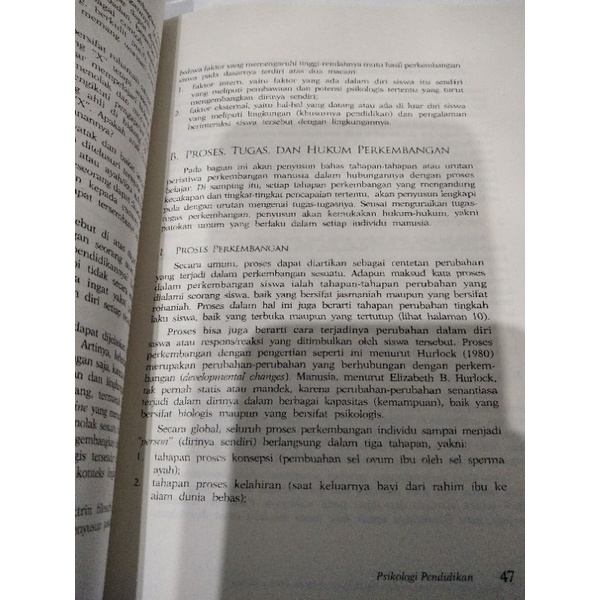 bahwa faktor yang memengaruhi tinggi-rendahnya mutu hasil perkembangan
siswa pada dasarnya terdiri atas dua macam:
1. faktor intern, yaitu faktor yang ada dalam diri siswa itu sendiri
yang meliputi pembawaan dan potensi psikologis tertentu yang turut
mengembangkan dirinya sendiri;
2. faktor eksternal, yaitu hal-hal yang datang atau ada di luar diri siswa
yang meliputi lingkungan (khususnya pendidikan) dan pengalaman
berinteraksi siswa tersebut dengan lingkungannya.
B. PROSES, TUGAS, DAN HUKUM PERKEMBANGAN
Pada bagian ini akan penyusun bahas tahapan-tahapan atau urutan
peristiwa perkembangan manusia dalam hubungannya dengan proses
belajar. Di samping itu, setiap tahapan perkembangan yang mengandung
kecakapan dan tingkat-tingkat pencapaian tertentu, akan penyusun lengkapi
pula dengan urutan mengenai tugas-tugasnya. Seusai menguraikan tugas-
tugas perkembangan, penyusun akan kemukakan hukum-hukum, yakni
patokan umum yang berlaku dalam setiap individu manusia.
PROSES PERKEMBANGAN
Secara umum, proses dapat diartikan sebagai rentetan perubahan
yang terjadi dalam perkembangan sesuatu. Adapun maksud kata proses
dalam perkembangan siswa ialah tahapan-tahapan perubahan yang
dialami seorang siswa, baik yang bersifat jasmaniah maupun yang bersifat
rohaniah. Proses dalam hal ini juga berarti tahapan perubahan tingkah
laku siswa, baik yang terbuka maupun yang tertutup (lihat halaman 10).
Proses bisa juga berarti cara terjadinya perubahan dalam diri
siswa atau respons/reaksi yang ditimbulkan oleh siswa tersebut. Proses
perkembangan dengan pengertian seperti ini menurut Hurlock (1980)
merupakan perubahan-perubahan yang berhubungan dengan perkem-
bangan (developmental changes). Manusia, menurut Elizabeth B. Hurlock,
tak pernah statis atau mandek, karena perubahan-perubahan senantiasa
terjadi dalam dirinya dalam berbagai kapasitas (kemampuan), baik yang
bersifat biologis maupun yang bersifat psikologis.
Secara global, seluruh proses perkembangan individu sampai menjadi
"person" (dirinya sendiri) berlangsung dalam tiga tahapan, yakni:
1. tahapan proses konsepsi (pembuahan sel ovum ibu oleh sel sperma
ayah);
2. tahapan proses kelahiran (saat keluarnya bayi dari rahim ibu ke
alam dunia bebas);
Psikologi Pendidikan 47